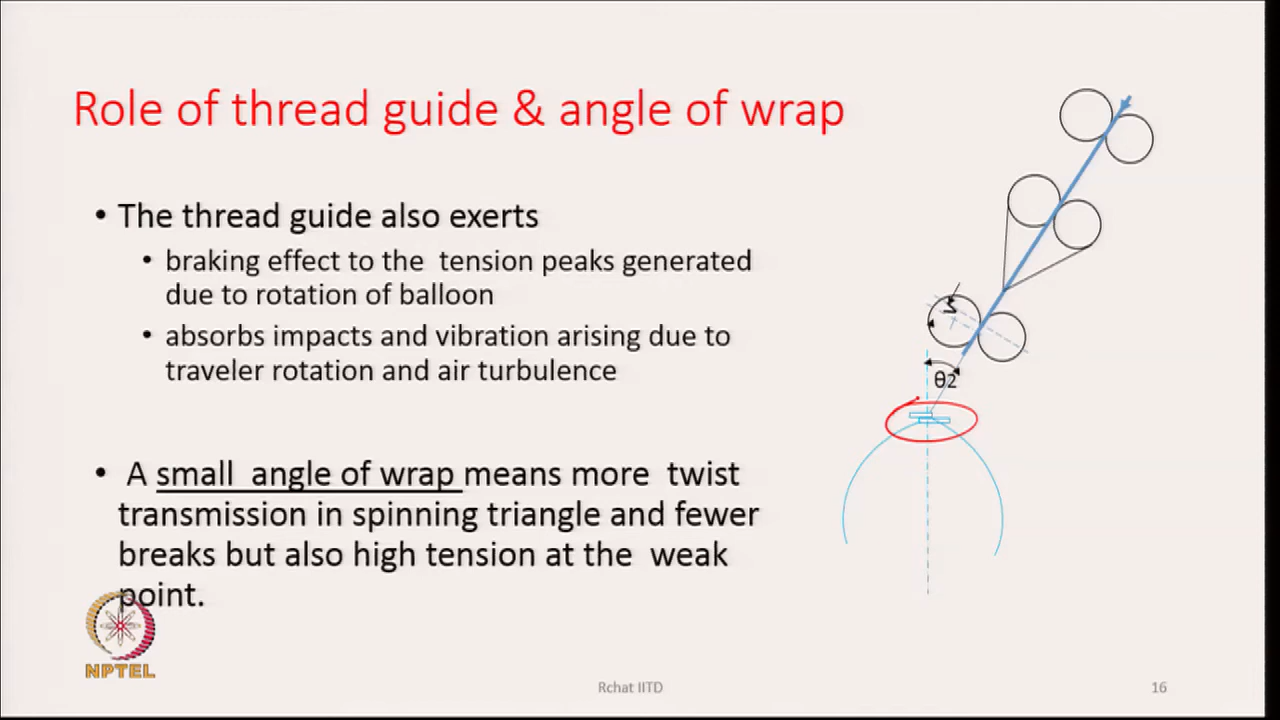 Role of thread guide & angle of wrap
• The thread guide also exerts
• braking effect to the tension peaks generated
due to rotation of balloon
• absorbs impacts and vibration arising due to
traveler rotation and air turbulence
• A small angle of wrap means more twist
transmission in spinning triangle and fewer
breaks but also high tension at the weak
point.
θ2
NPTEL
Rchat IITD
16